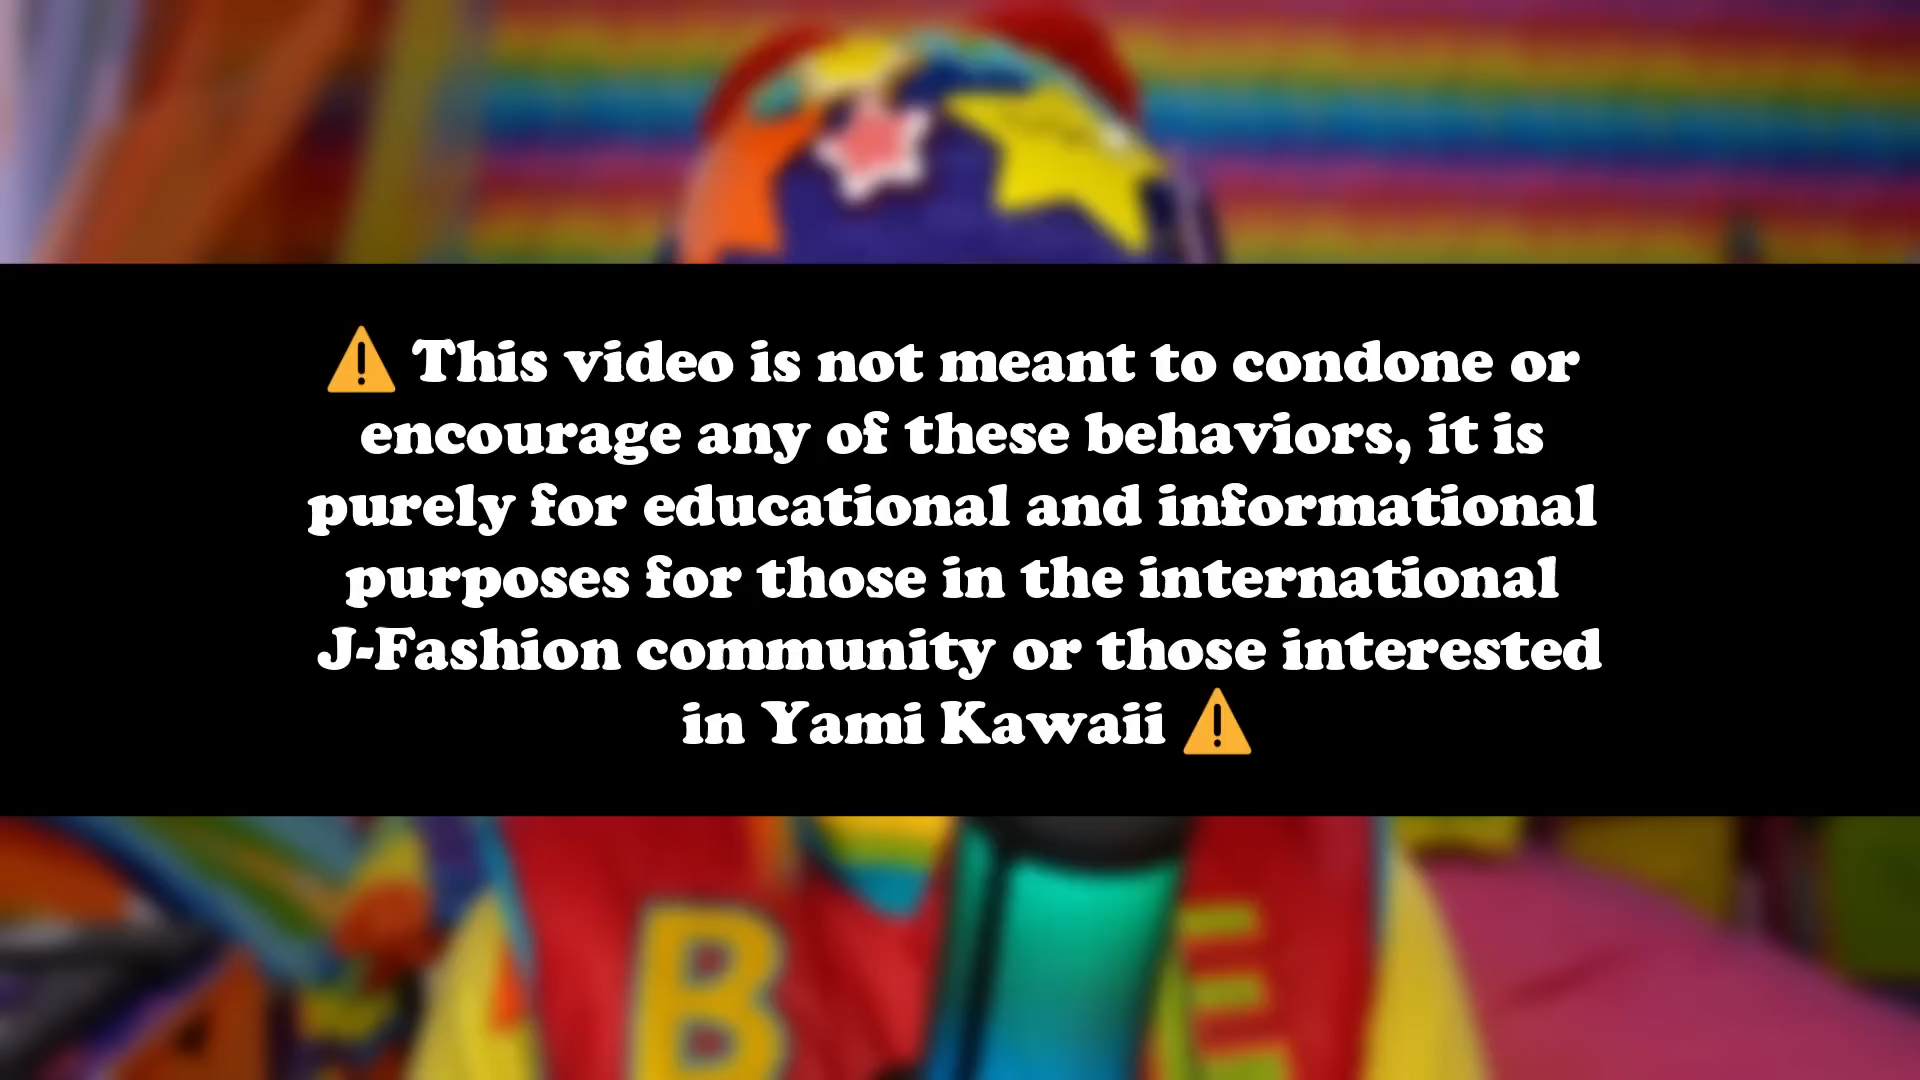 ⚠️ This video is not meant to condone or
encourage any of these behaviors, it is
purely for educational and informational
purposes for those in the international
J-Fashion community or those interested
in Yami Kawaii ⚠️
B E